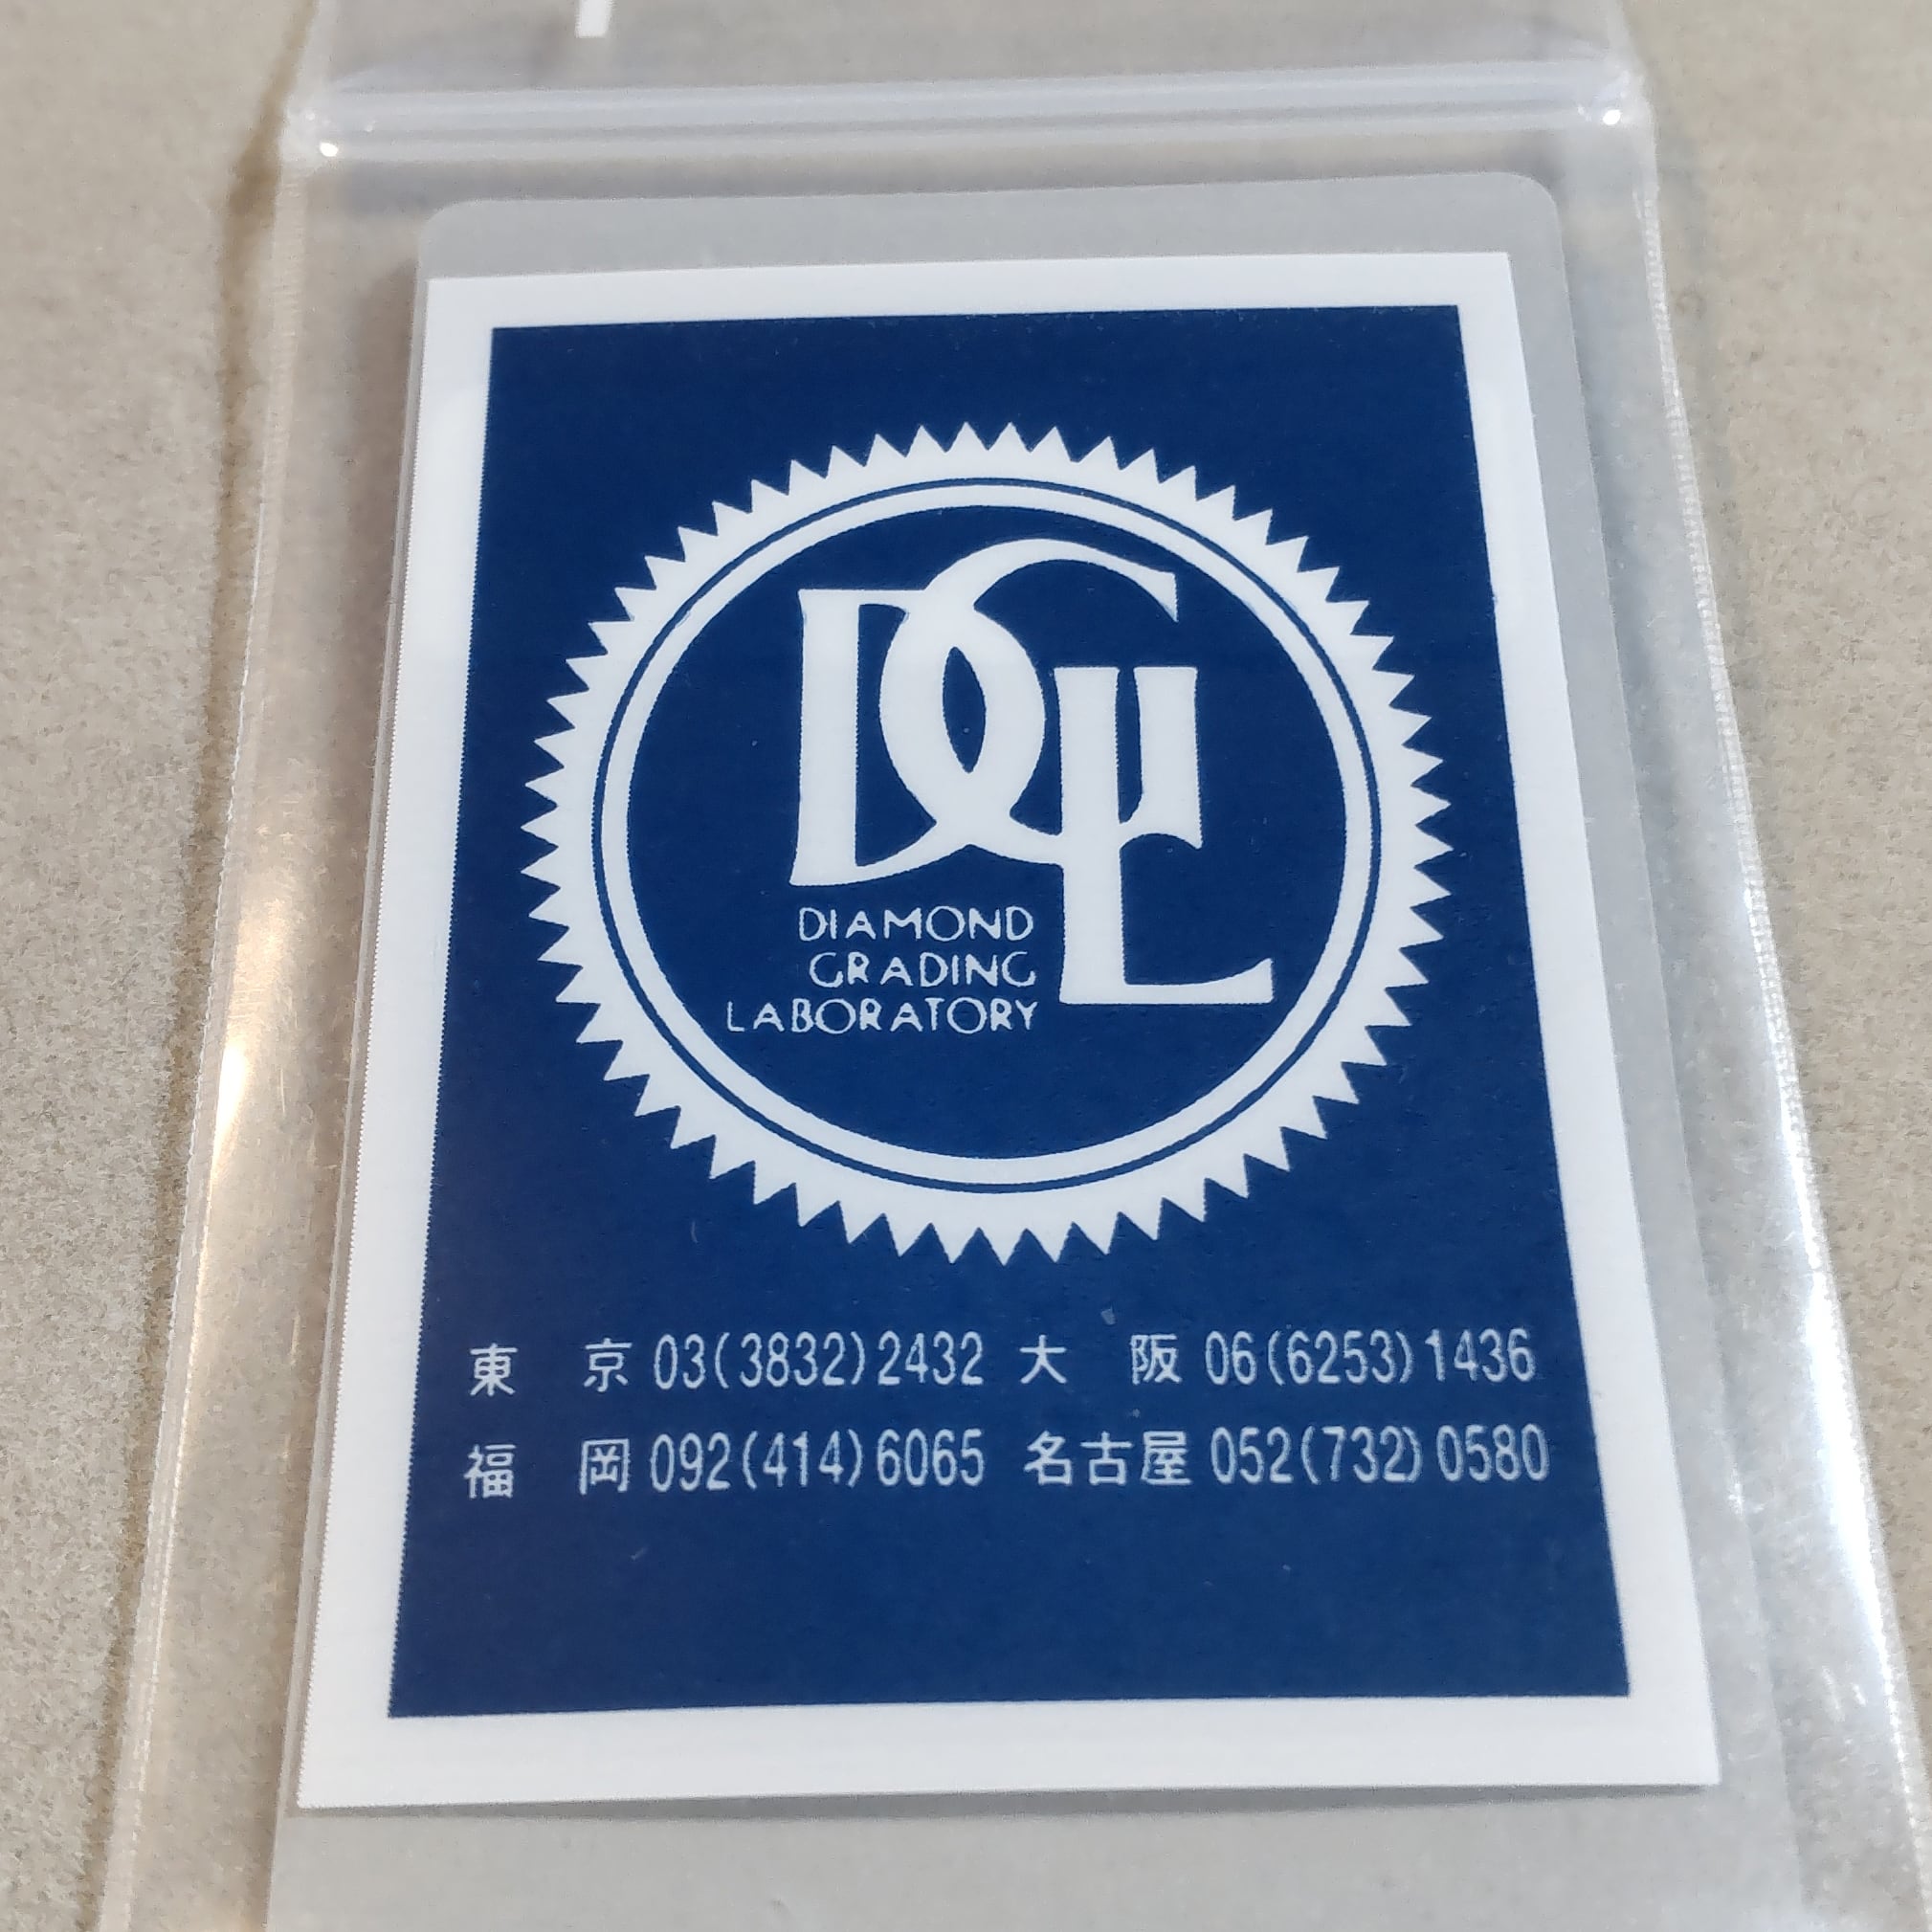 DGL
DIAMOND
GRADING
LABORATORY
東京 03(3832)2432 大阪 06(6253)1436
福岡 092(414)6065 名古屋 052(732)0580